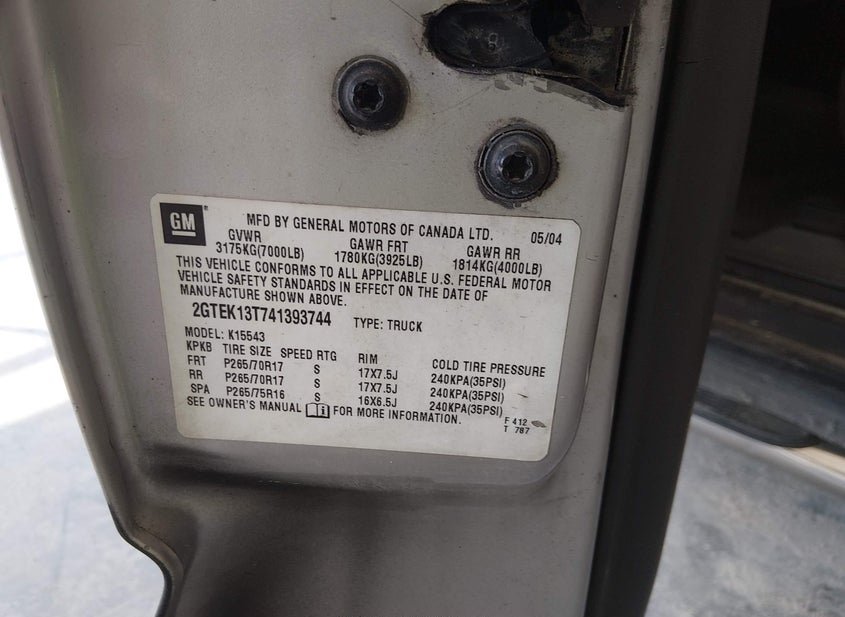 GM
MFD BY GENERAL MOTORS OF CANADA LTD. 05/04
GVWR GAWR FRT GAWR RR
3175KG(7000LB) 1780KG(3925LB) 1814KG(4000LB)
THIS VEHICLE CONFORMS TO ALL APPLICABLE U.S. FEDERAL MOTOR
VEHICLE SAFETY STANDARDS IN EFFECT ON THE DATE OF
MANUFACTURE SHOWN ABOVE.
2GTEK13T741393744 TYPE: TRUCK
MODEL: K15543
KPKB TIRE SIZE SPEED RTG RIM COLD TIRE PRESSURE
FRT P265/70R17 S 17X7.5J 240KPA(35PSI)
RR P265/70R17 S 17X7.5J 240KPA(35PSI)
SPA P265/75R16 S 16X6.5J 240KPA(35PSI)
SEE OWNER'S MANUAL FOR MORE INFORMATION.
F 412
T 787